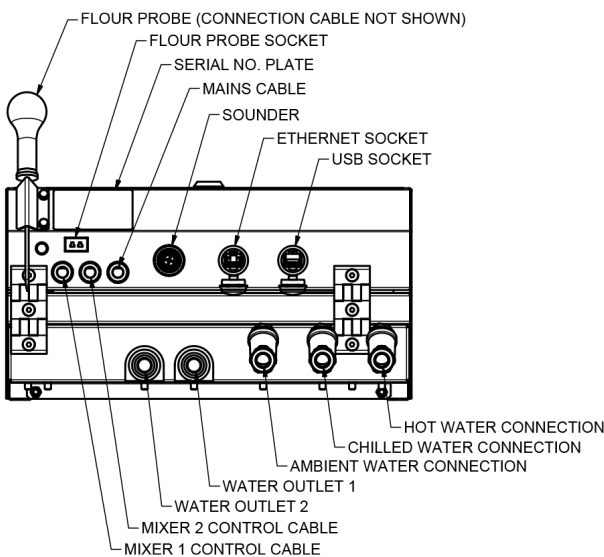 FLOUR PROBE (CONNECTION CABLE NOT SHOWN)
FLOUR PROBE SOCKET
SERIAL NO. PLATE
MAINS CABLE
SOUNDER
ETHERNET SOCKET
USB SOCKET
HOT WATER CONNECTION
CHILLED WATER CONNECTION
AMBIENT WATER CONNECTION
WATER OUTLET 1
WATER OUTLET 2
MIXER 2 CONTROL CABLE
MIXER 1 CONTROL CABLE